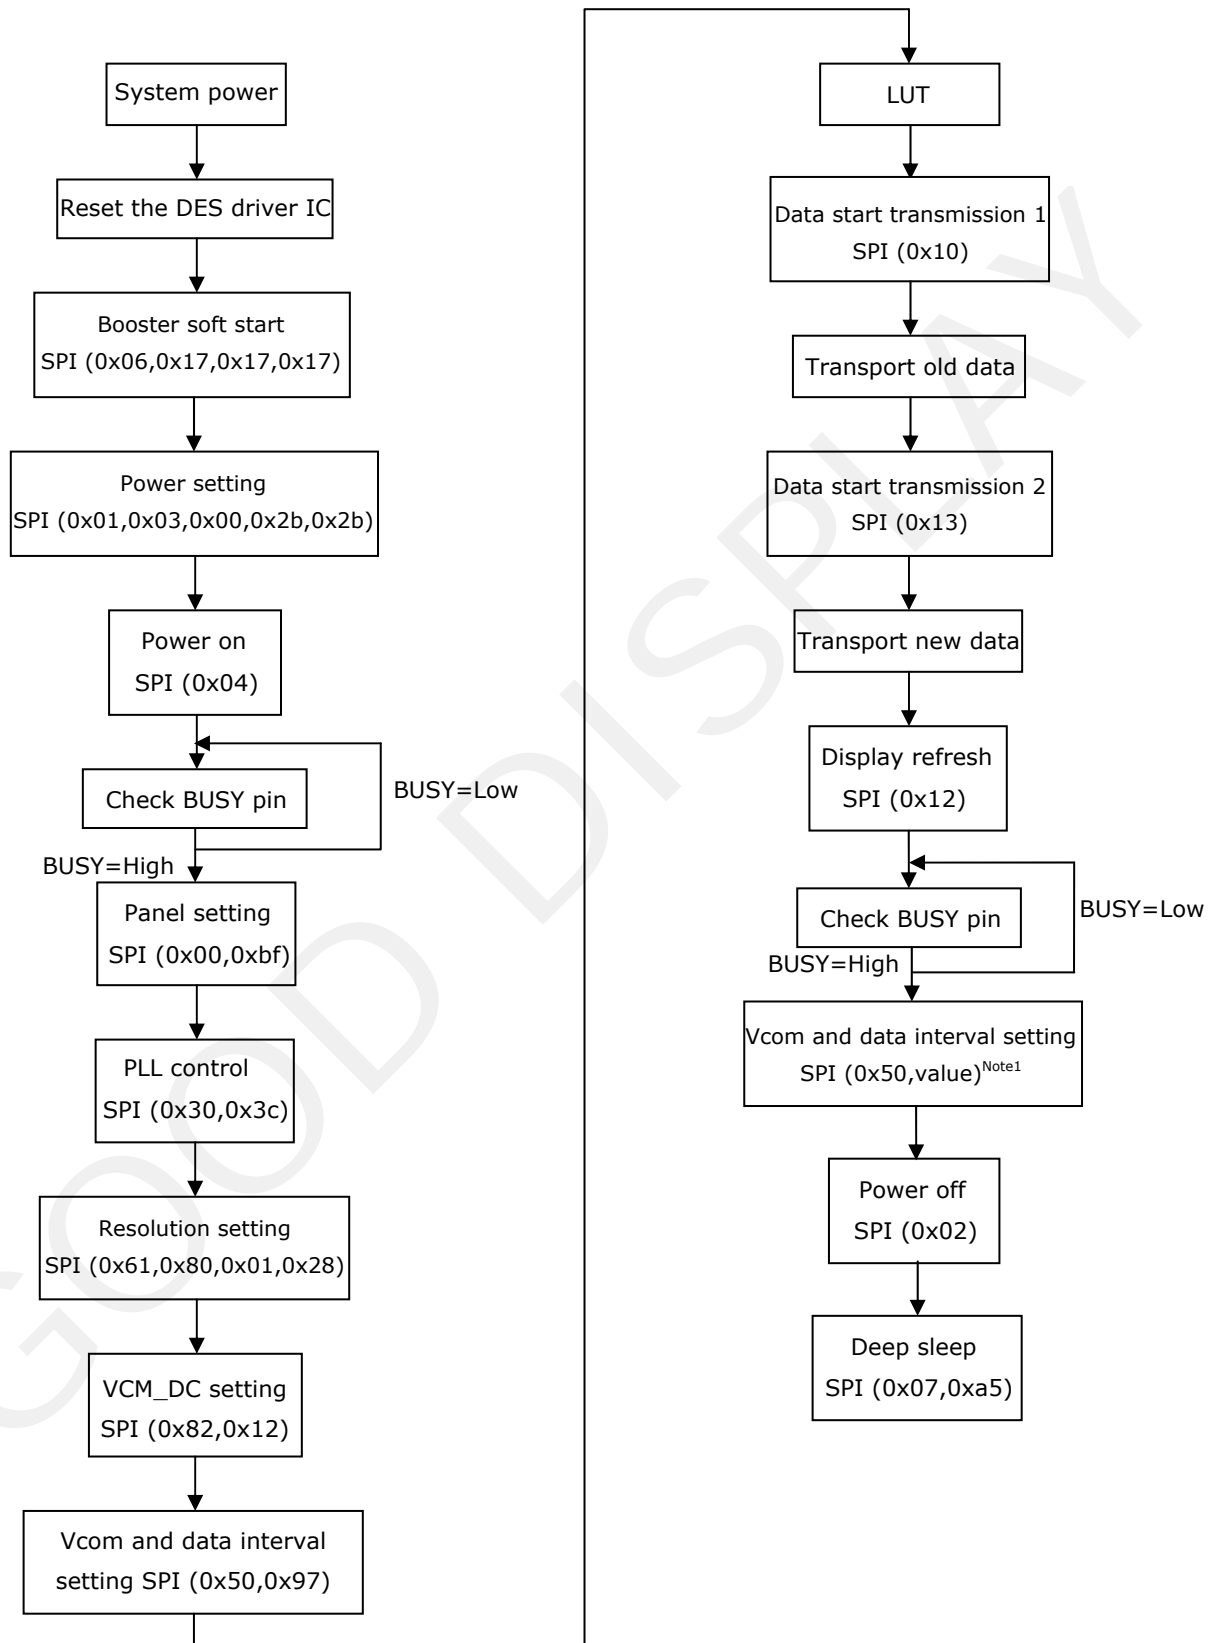 System power
Reset the DES driver IC
Booster soft start
SPI (0x06,0x17,0x17,0x17)
Power setting
SPI (0x01,0x03,0x00,0x2b,0x2b)
Power on
SPI (0x04)
Check BUSY pin
BUSY=Low
BUSY=High
Panel setting
SPI (0x00,0xbf)
PLL control
SPI (0x30,0x3c)
Resolution setting
SPI (0x61,0x80,0x01,0x28)
VCM_DC setting
SPI (0x82,0x12)
Vcom and data interval
setting SPI (0x50,0x97)
LUT
Data start transmission 1
SPI (0x10)
Transport old data
Data start transmission 2
SPI (0x13)
Transport new data
Display refresh
SPI (0x12)
Check BUSY pin
BUSY=Low
BUSY=High
Vcom and data interval setting
SPI (0x50,value)Note1
Power off
SPI (0x02)
Deep sleep
SPI (0x07,0xa5)
GOOD DISPLAY